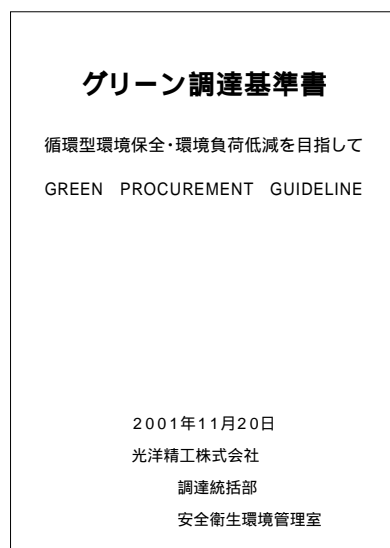 グリーン調達基準書
循環型環境保全・環境負荷低減を目指して
GREEN PROCUREMENT GUIDELINE
2001年11月20日
光洋精工株式会社
調達統括部
安全衛生環境管理室